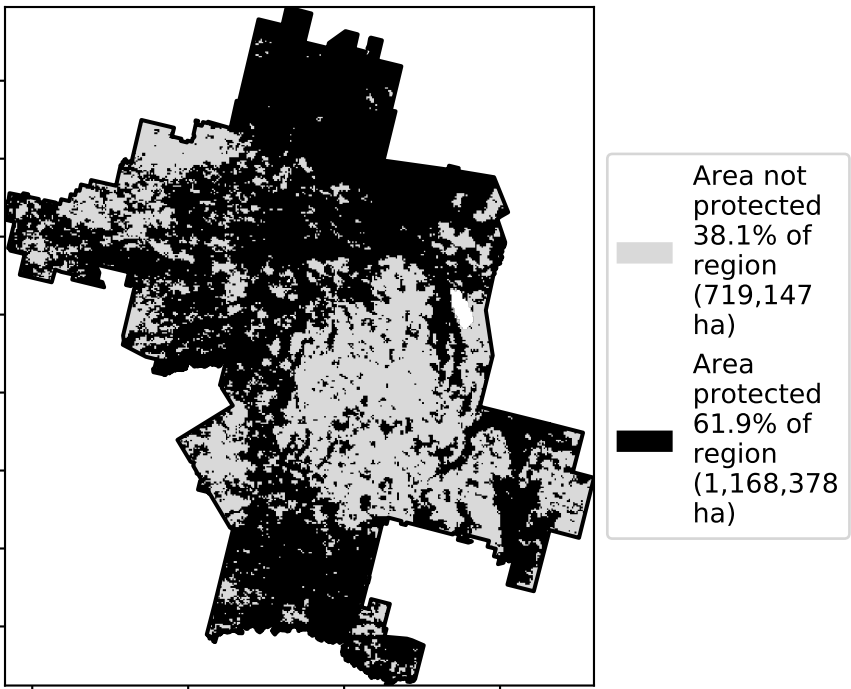 Area not
protected
38.1% of
region
(719,147
ha)
Area
protected
61.9% of
region
(1,168,378
ha)